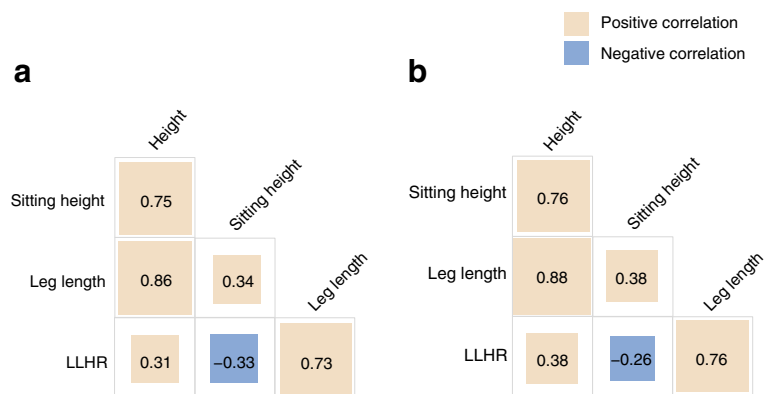 Positive correlation
Negative correlation
a
Height
Sitting height
0.75
Sitting height
Leg length
0.86
0.34
Leg length
LLHR
0.31
−0.33
0.73
b
Height
Sitting height
0.76
Sitting height
Leg length
0.88
0.38
Leg length
LLHR
0.38
−0.26
0.76